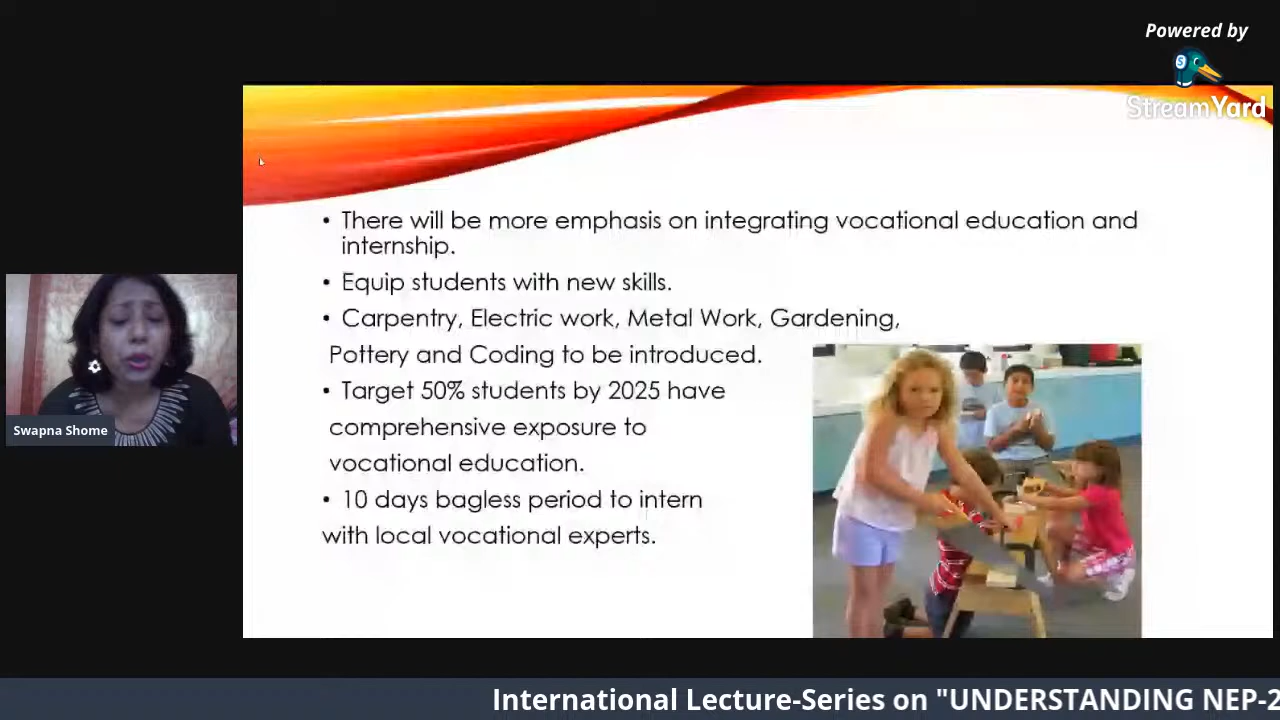 Powered by
StreamYard
• There will be more emphasis on integrating vocational education and
internship.
• Equip students with new skills.
• Carpentry, Electric work, Metal Work, Gardening,
Pottery and Coding to be introduced.
• Target 50% students by 2025 have
comprehensive exposure to
vocational education.
• 10 days bagless period to intern
with local vocational experts.
Swapna Shome
International Lecture-Series on "UNDERSTANDING NEP-2